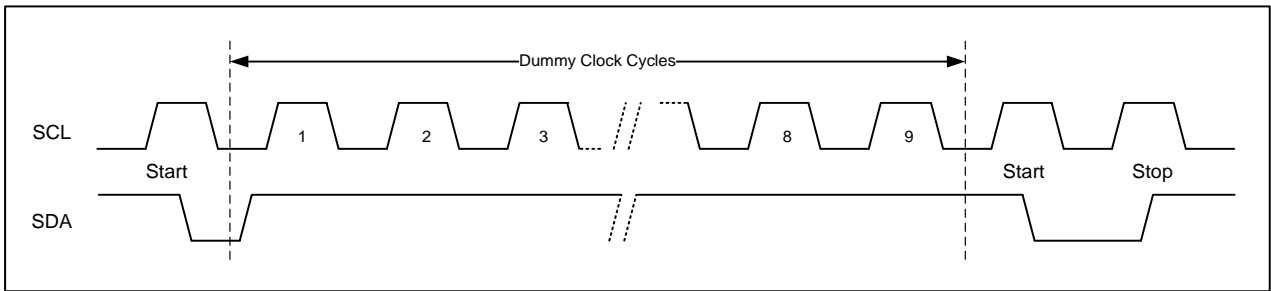 Dummy Clock Cycles
SCL
1 2 3 8 9
Start Start Stop
SDA